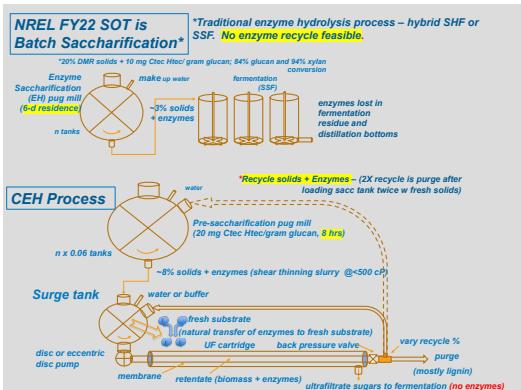 NREL FY22 SOT is
Batch Saccharification*
*Traditional enzyme hydrolysis process – hybrid SHF or
SSF.  No enzyme recycle feasible.
*20% DMR solids + 10 mg Ctec Htec/ gram glucan; 84% glucan and 94% xylan
conversion
Enzyme
Saccharification
(EH) pug mill
(6-d residence)
n tanks
make up water
~3% solids
+ enzymes
fermentation
(SSF)
enzymes lost in
fermentation
residue and
distillation bottoms
*Recycle solids + Enzymes – (2X recycle is purge after
loading sacc tank twice w fresh solids)
CEH Process
water
Pre-saccharification pug mill
(20 mg Ctec Htec/gram glucan, 8 hrs)
n x 0.06 tanks
~8% solids + enzymes (shear thinning slurry  @<500 cP)
Surge tank
water or buffer
fresh substrate
(natural transfer of enzymes to fresh substrate)
UF cartridge
back pressure valve
vary recycle %
disc or eccentric
disc pump
purge
(mostly lignin)
membrane
retentate (biomass + enzymes)
ultrafiltrate sugars to fermentation (no enzymes)